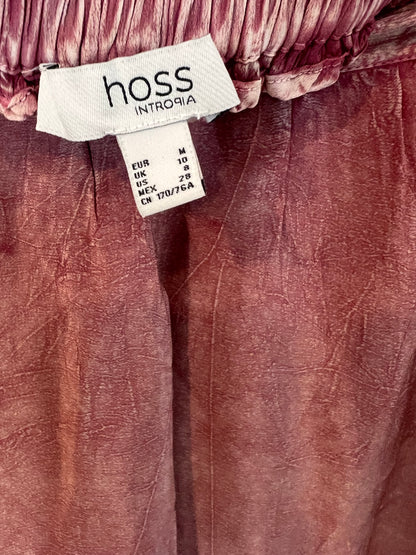 hoss
INTROPIA
EUR M
UK 10
US 8
MEX 28
CN 170/76A